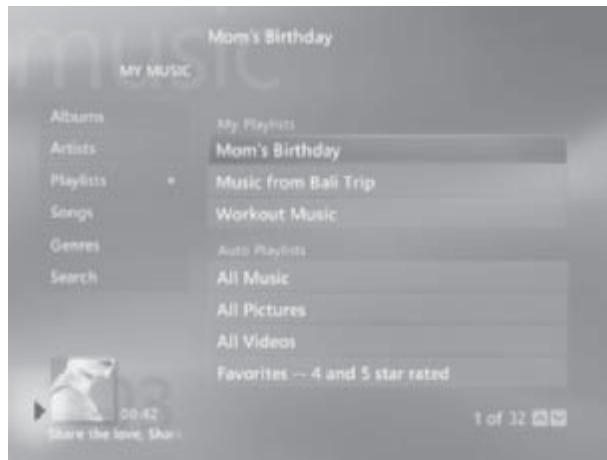 music
Mom's Birthday
MY MUSIC
Albums
Artists
Playlists
Songs
Genres
Search
My Playlists
Mom's Birthday
Music from Bali Trip
Workout Music
Auto Playlists
All Music
All Pictures
All Videos
Favorites -- 4 and 5 star rated
03
00:42
Share the love, Shar
1 of 32